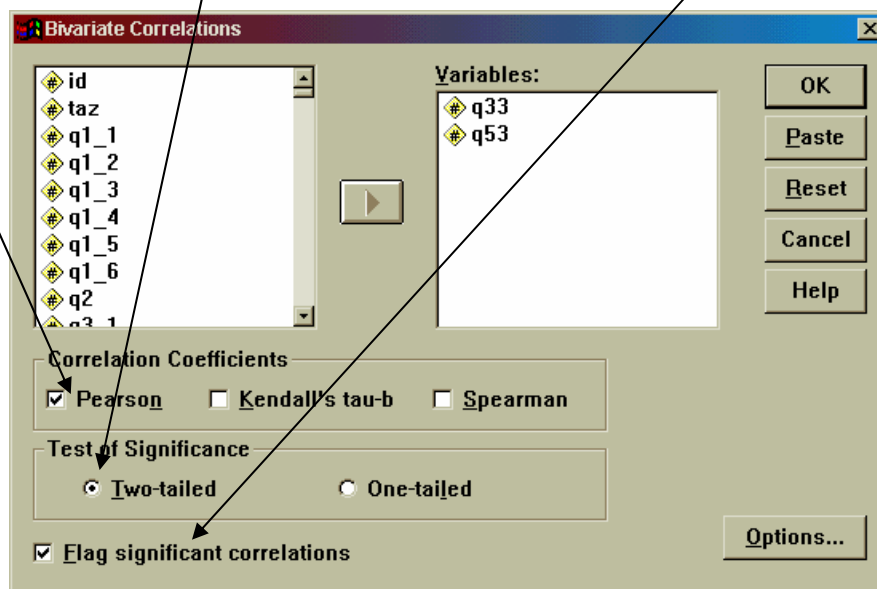 Bivariate Correlations
id
taz
q1_1
q1_2
q1_3
q1_4
q1_5
q1_6
q2
q3_1
Variables:
q33
q53
OK
Paste
Reset
Cancel
Help
Correlation Coefficients
Pearson Kendall's tau-b Spearman
Test of Significance
Two-tailed One-tailed
Flag significant correlations
Options...